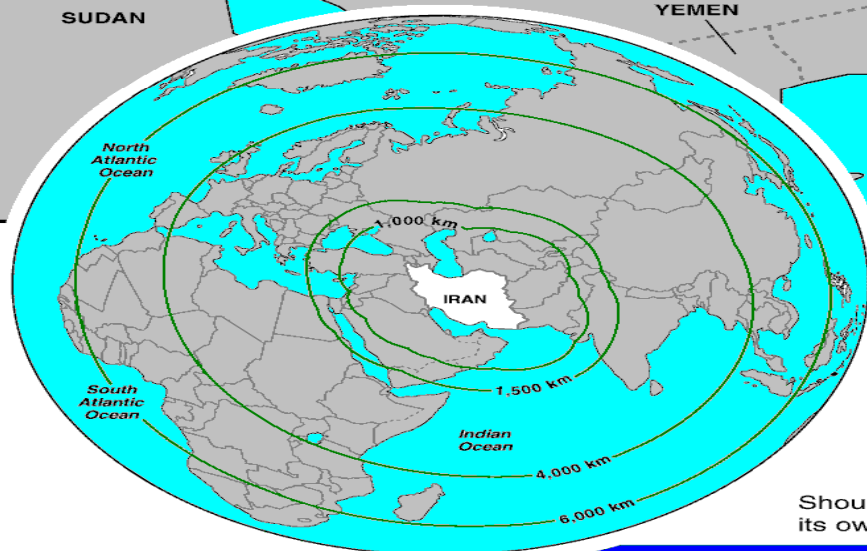 SUDAN
YEMEN
North
Atlantic
Ocean
1,000 km
IRAN
1,500 km
South
Atlantic
Ocean
Indian
Ocean
4,000 km
6,000 km
Shou
its ow